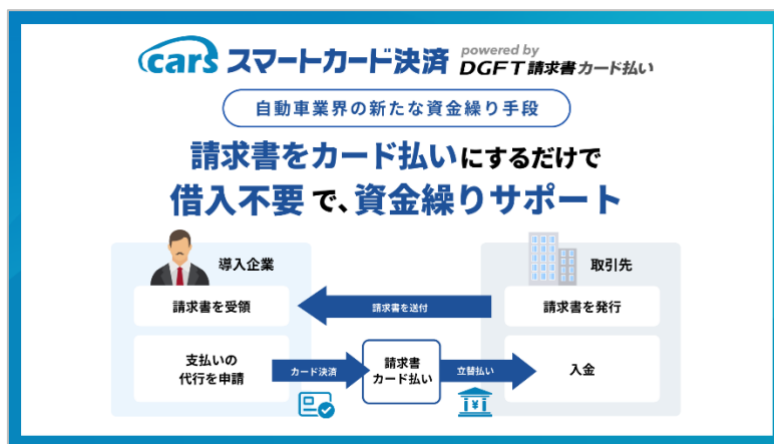 cars スマートカード決済 powered by DGFT請求書カード払い
自動車業界の新たな資金繰り手段
請求書をカード払いにするだけで
借入不要で、資金繰りサポート
導入企業
取引先
請求書を受領
請求書を送付
請求書を発行
支払いの
代行を申請
カード決済
請求書
カード払い
立替払い
入金
¥